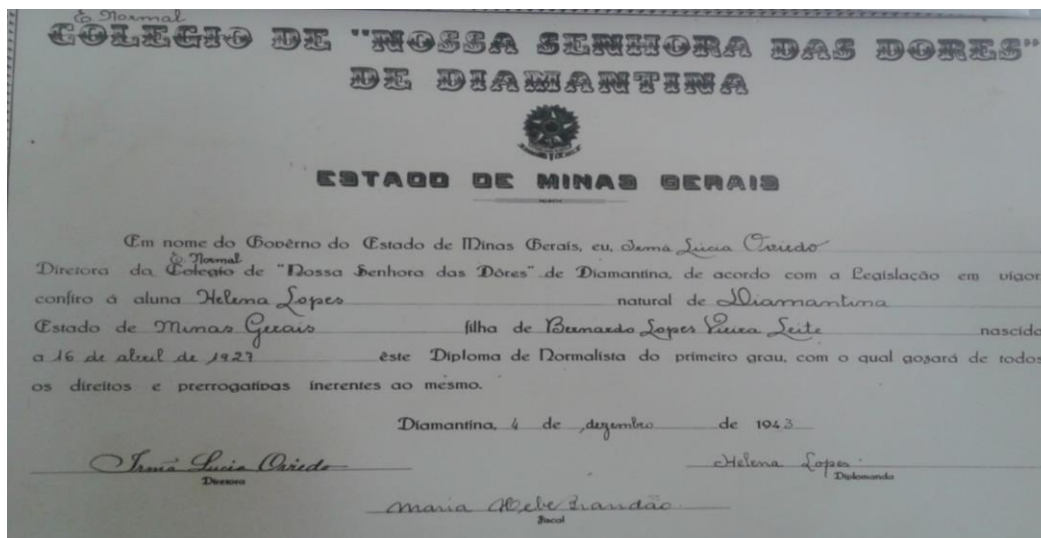 E. Normal
COLEGIO DE "NOSSA SENHORA DAS DORES"
DE DIAMANTINA
ESTADO DE MINAS GERAIS
Em nome do Govêrno do Estado de Minas Gerais, eu, Irmã Lúcia Oviedo
E. Normal
Diretora da Colegio de "Nossa Senhora das Dôres" de Diamantina, de acordo com a Legislação em vigor
confiro á aluna Helena Lopes natural de Diamantina
Estado de Minas Gerais filha de Bernardo Lopes Vieira Leite nascida
a 16 de abril de 1927 êste Diploma de Normalista do primeiro grau, com o qual gosará de todos
os direitos e prerrogativas inerentes ao mesmo.
Diamantina, 4 de dezembro de 1943
Irmã Lucia Oviedo
Helena Lopes
Diretora
Diplomanda
Maria Hebe Brandão
Fiscal